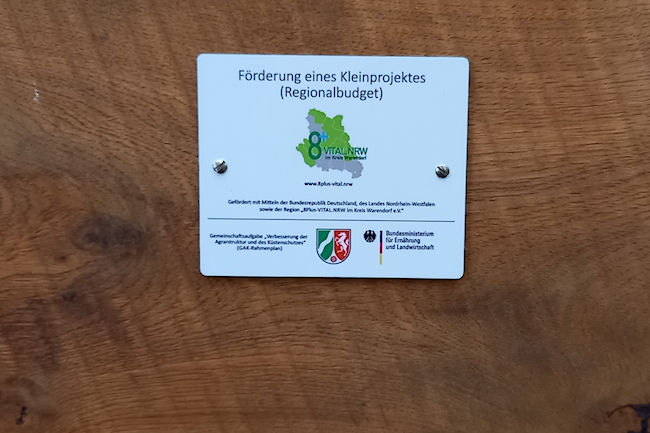 Förderung eines Kleinprojektes
(Regionalbudget)
8+
VITAL.NRW
im Kreis Warendorf
www.8plus-vital.nrw
Gefördert mit Mitteln der Bundesrepublik Deutschland, des Landes Nordrhein-Westfalen
sowie der Region „8Plus-VITAL.NRW im Kreis Warendorf e.V."
Gemeinschaftsaufgabe „Verbesserung der
Agrarstruktur und des Küstenschutzes"
(GAK-Rahmenplan)
Bundesministerium
für Ernährung
und Landwirtschaft